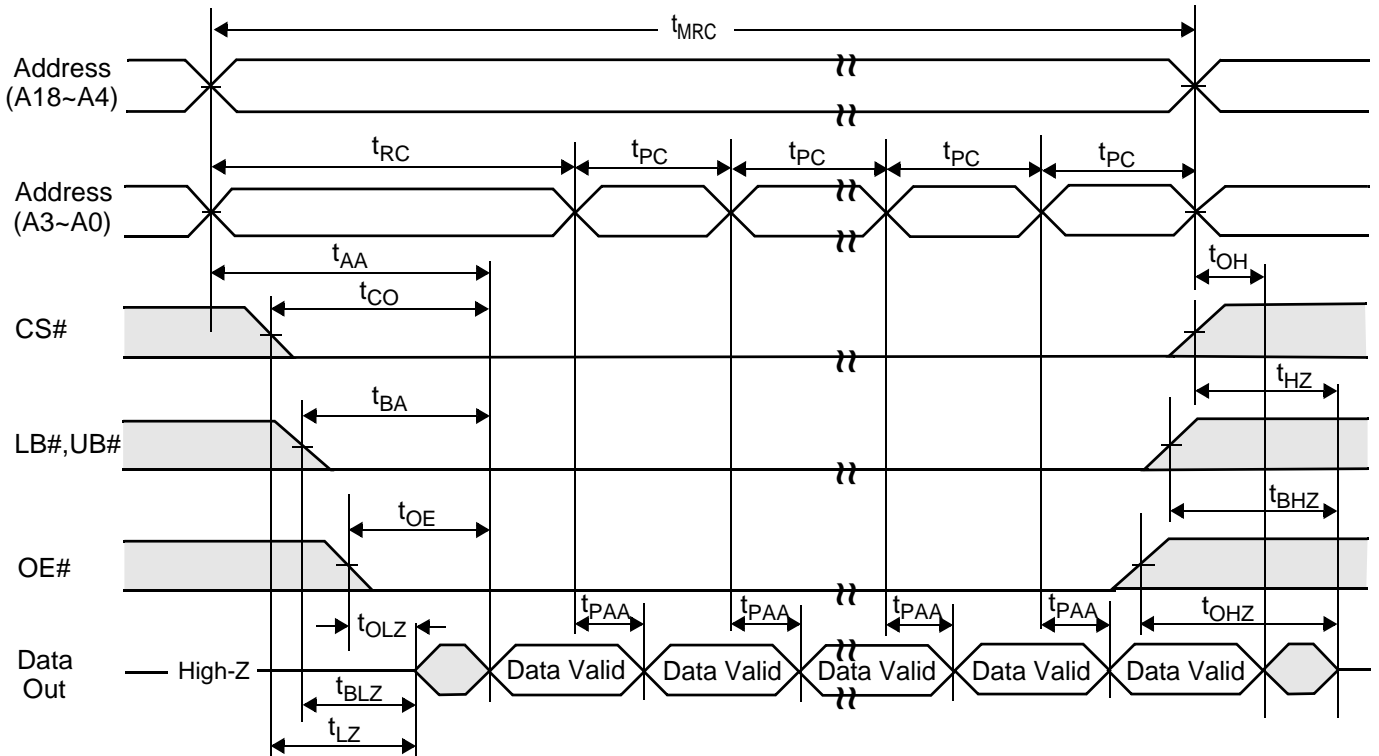 tMRC
Address
(A18~A4)
tRC
tPC
tPC
tPC
tPC
Address
(A3~A0)
tAA
tOH
tCO
CS#
tHZ
tBA
LB#,UB#
tBHZ
tOE
OE#
tOHZ
tPAA
tPAA
tPAA
tPAA
tOLZ
Data
Out
High-Z
Data Valid
Data Valid
Data Valid
Data Valid
Data Valid
tBLZ
tLZ